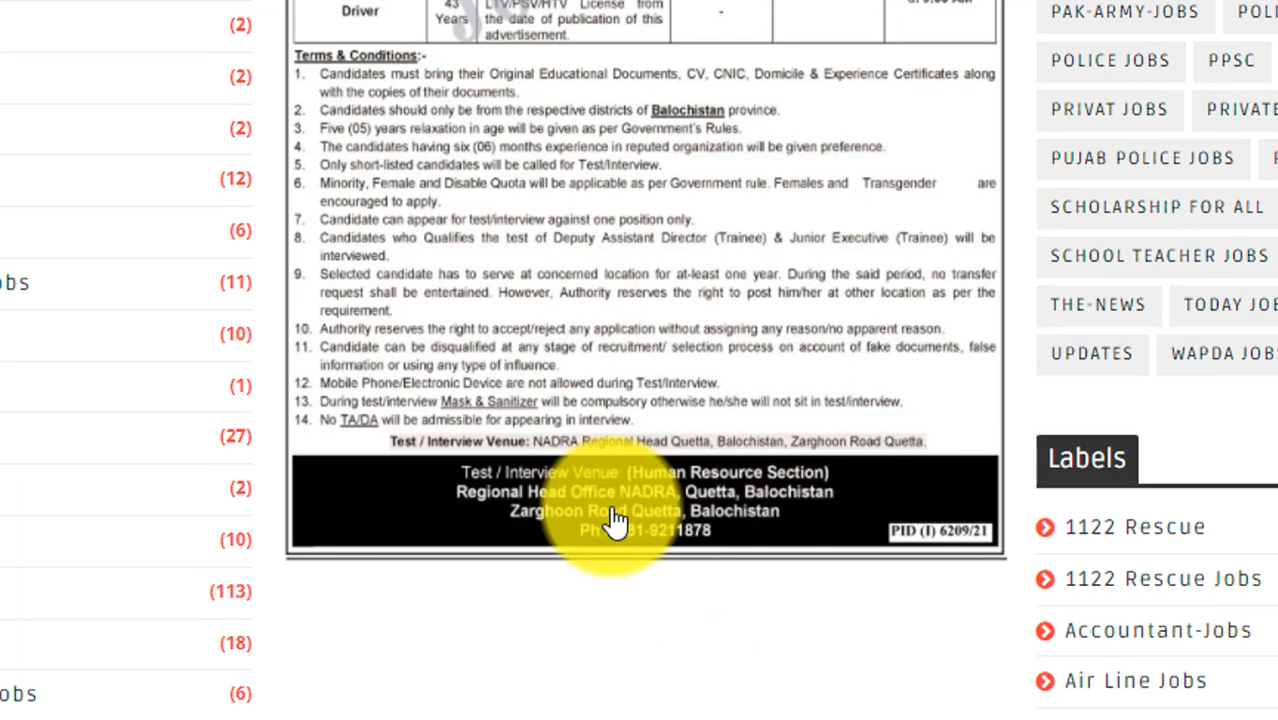 (2)
(2)
(2)
(12)
(6)
obs
(11)
(10)
(1)
(27)
(2)
(10)
(113)
(18)
obs
(6)
Driver
43
Years
LTV/PSV/HTV License from
the date of publication of this
advertisement.
-
Terms & Conditions:-
1. Candidates must bring their Original Educational Documents, CV, CNIC, Domicile & Experience Certificates along
with the copies of their documents.
2. Candidates should only be from the respective districts of Balochistan province.
3. Five (05) years relaxation in age will be given as per Government's Rules.
4. The candidates having six (06) months experience in reputed organization will be given preference.
5. Only short-listed candidates will be called for Test/Interview.
6. Minority, Female and Disable Quota will be applicable as per Government rule. Females and Transgender are
encouraged to apply.
7. Candidate can appear for test/interview against one position only.
8. Candidates who Qualifies the test of Deputy Assistant Director (Trainee) & Junior Executive (Trainee) will be
interviewed.
9. Selected candidate has to serve at concerned location for at-least one year. During the said period, no transfer
request shall be entertained. However, Authority reserves the right to post him/her at other location as per the
requirement.
10. Authority reserves the right to accept/reject any application without assigning any reason/no apparent reason.
11. Candidate can be disqualified at any stage of recruitment/ selection process on account of fake documents, false
information or using any type of influence.
12. Mobile Phone/Electronic Device are not allowed during Test/Interview.
13. During test/interview Mask & Sanitizer will be compulsory otherwise he/she will not sit in test/interview.
14. No TA/DA will be admissible for appearing in interview.
Test / Interview Venue: NADRA Regional Head Quetta, Balochistan, Zarghoon Road Quetta.
Test / Interview Venue: (Human Resource Section)
Regional Head Office NADRA, Quetta, Balochistan
Zarghoon Road Quetta, Balochistan
Ph 81-9211878
PID (I) 6209/21
PAK-ARMY-JOBS
POLICE JOBS PPSC
PRIVAT JOBS PRIVATE
PUJAB POLICE JOBS
SCHOLARSHIP FOR ALL
SCHOOL TEACHER JOBS
THE-NEWS TODAY JOB
UPDATES WAPDA JOBS
Labels
1122 Rescue
1122 Rescue Jobs
Accountant-Jobs
Air Line Jobs